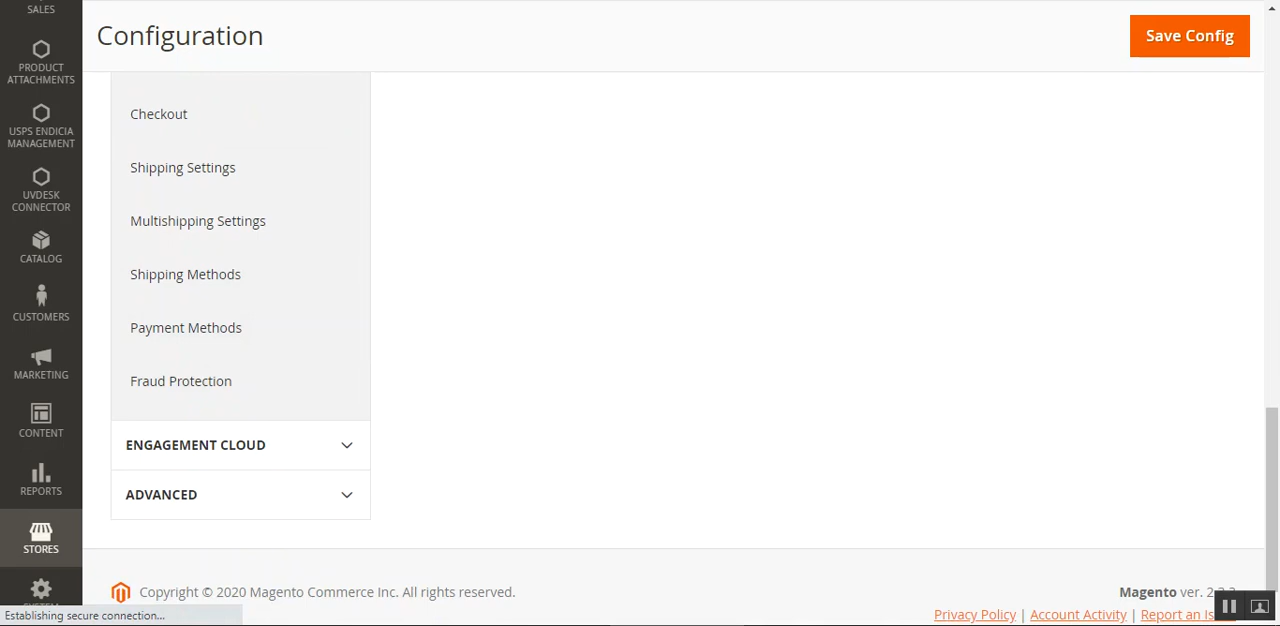 SALES
PRODUCT
ATTACHMENTS
USPS ENDICIA
MANAGEMENT
UVDESK
CONNECTOR
CATALOG
CUSTOMERS
MARKETING
CONTENT
REPORTS
STORES
Configuration
Save Config
Checkout
Shipping Settings
Multishipping Settings
Shipping Methods
Payment Methods
Fraud Protection
ENGAGEMENT CLOUD
ADVANCED
Copyright © 2020 Magento Commerce Inc. All rights reserved.
Magento ver.
Privacy Policy | Account Activity | Report an
Establishing secure connection...